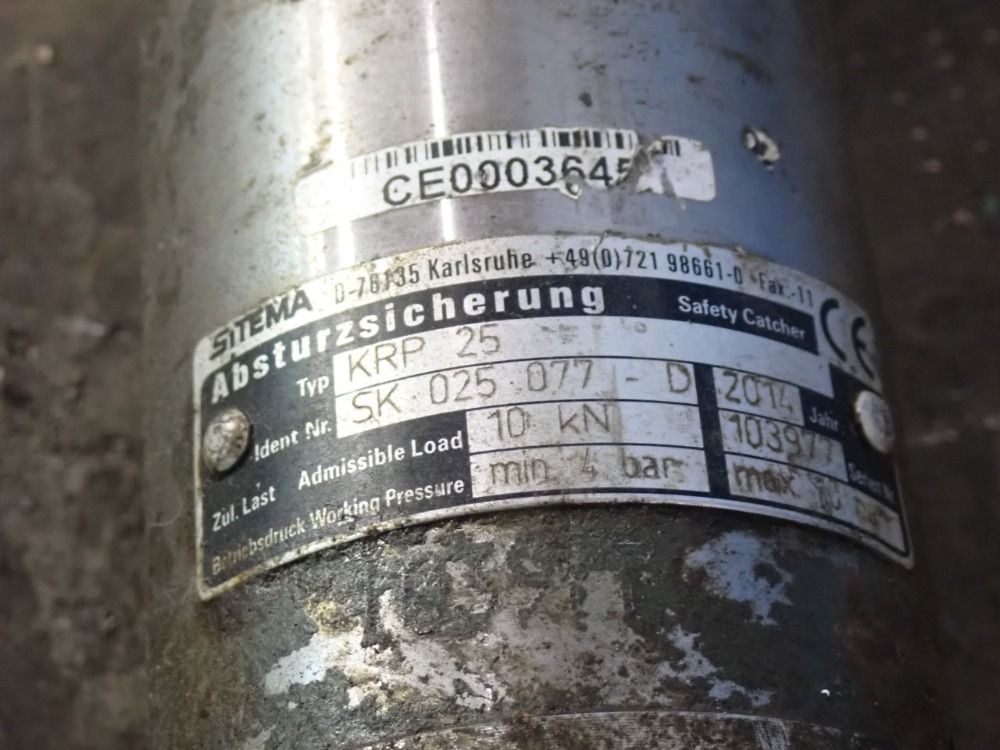 CE0003645
SITEMA D-76135 Karlsruhe +49(0)721 98661-0 Fax.-11
Absturzsicherung Safety Catcher CE
Typ KRP 25
Ident Nr. SK 025 077 - D 2014 Jahr
Zul. Last Admissible Load 10 kN 103977
Betriebsdruck Working Pressure min 4 bar max 10 bar